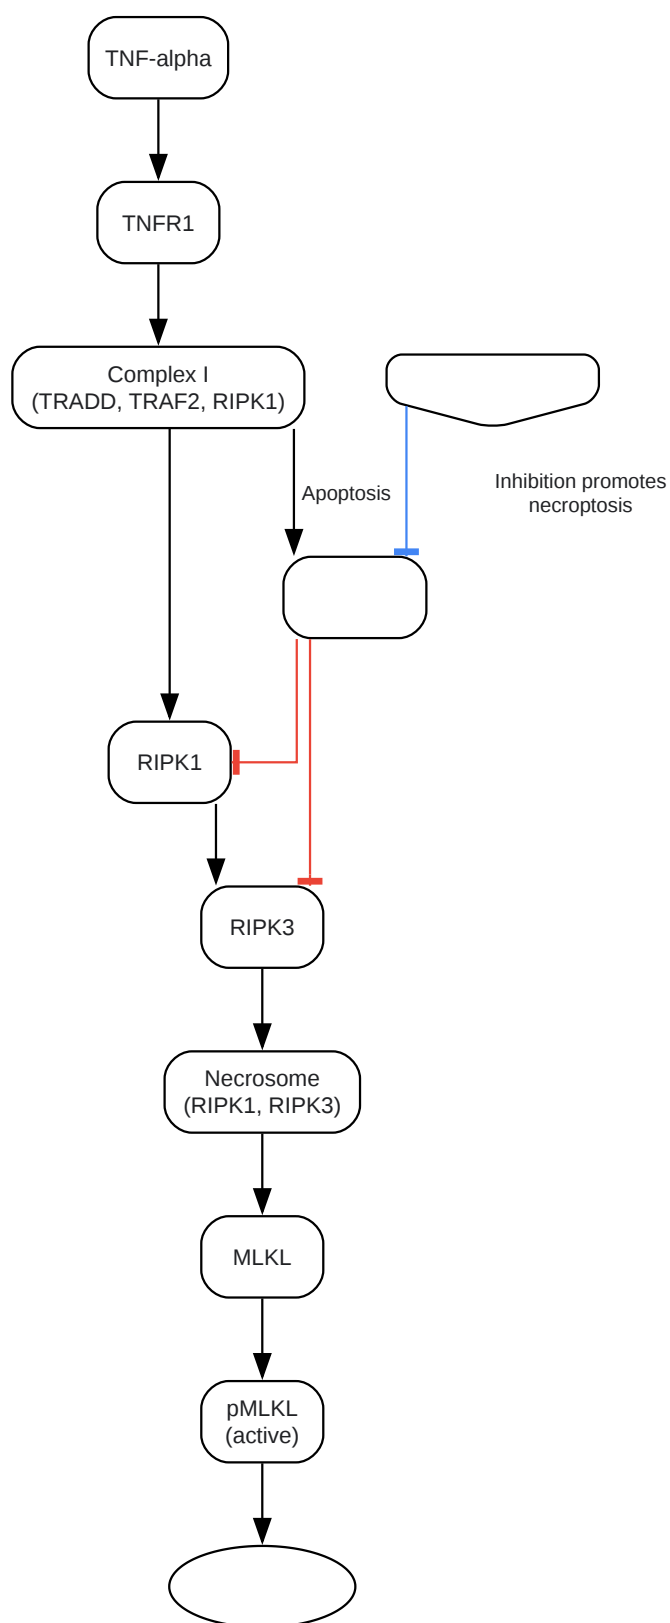 TNF-alpha
TNFR1
Complex I
(TRADD, TRAF2, RIPK1)
Apoptosis
Inhibition promotes
necroptosis
RIPK1
RIPK3
Necrosome
(RIPK1, RIPK3)
MLKL
pMLKL
(active)